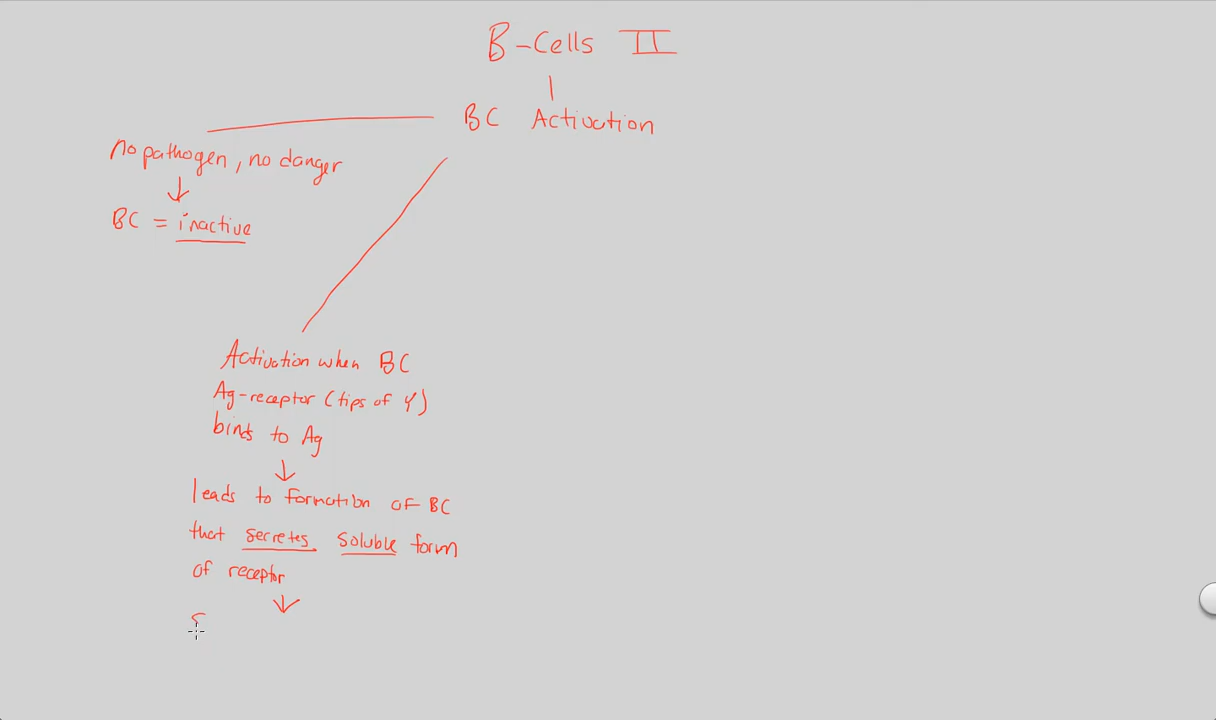 B-Cells II
BC Activation
no pathogen, no danger
BC = inactive
Activation when BC
Ag-receptor (tips of Y)
binds to Ag
leads to formation of BC
that secretes soluble form
of receptor